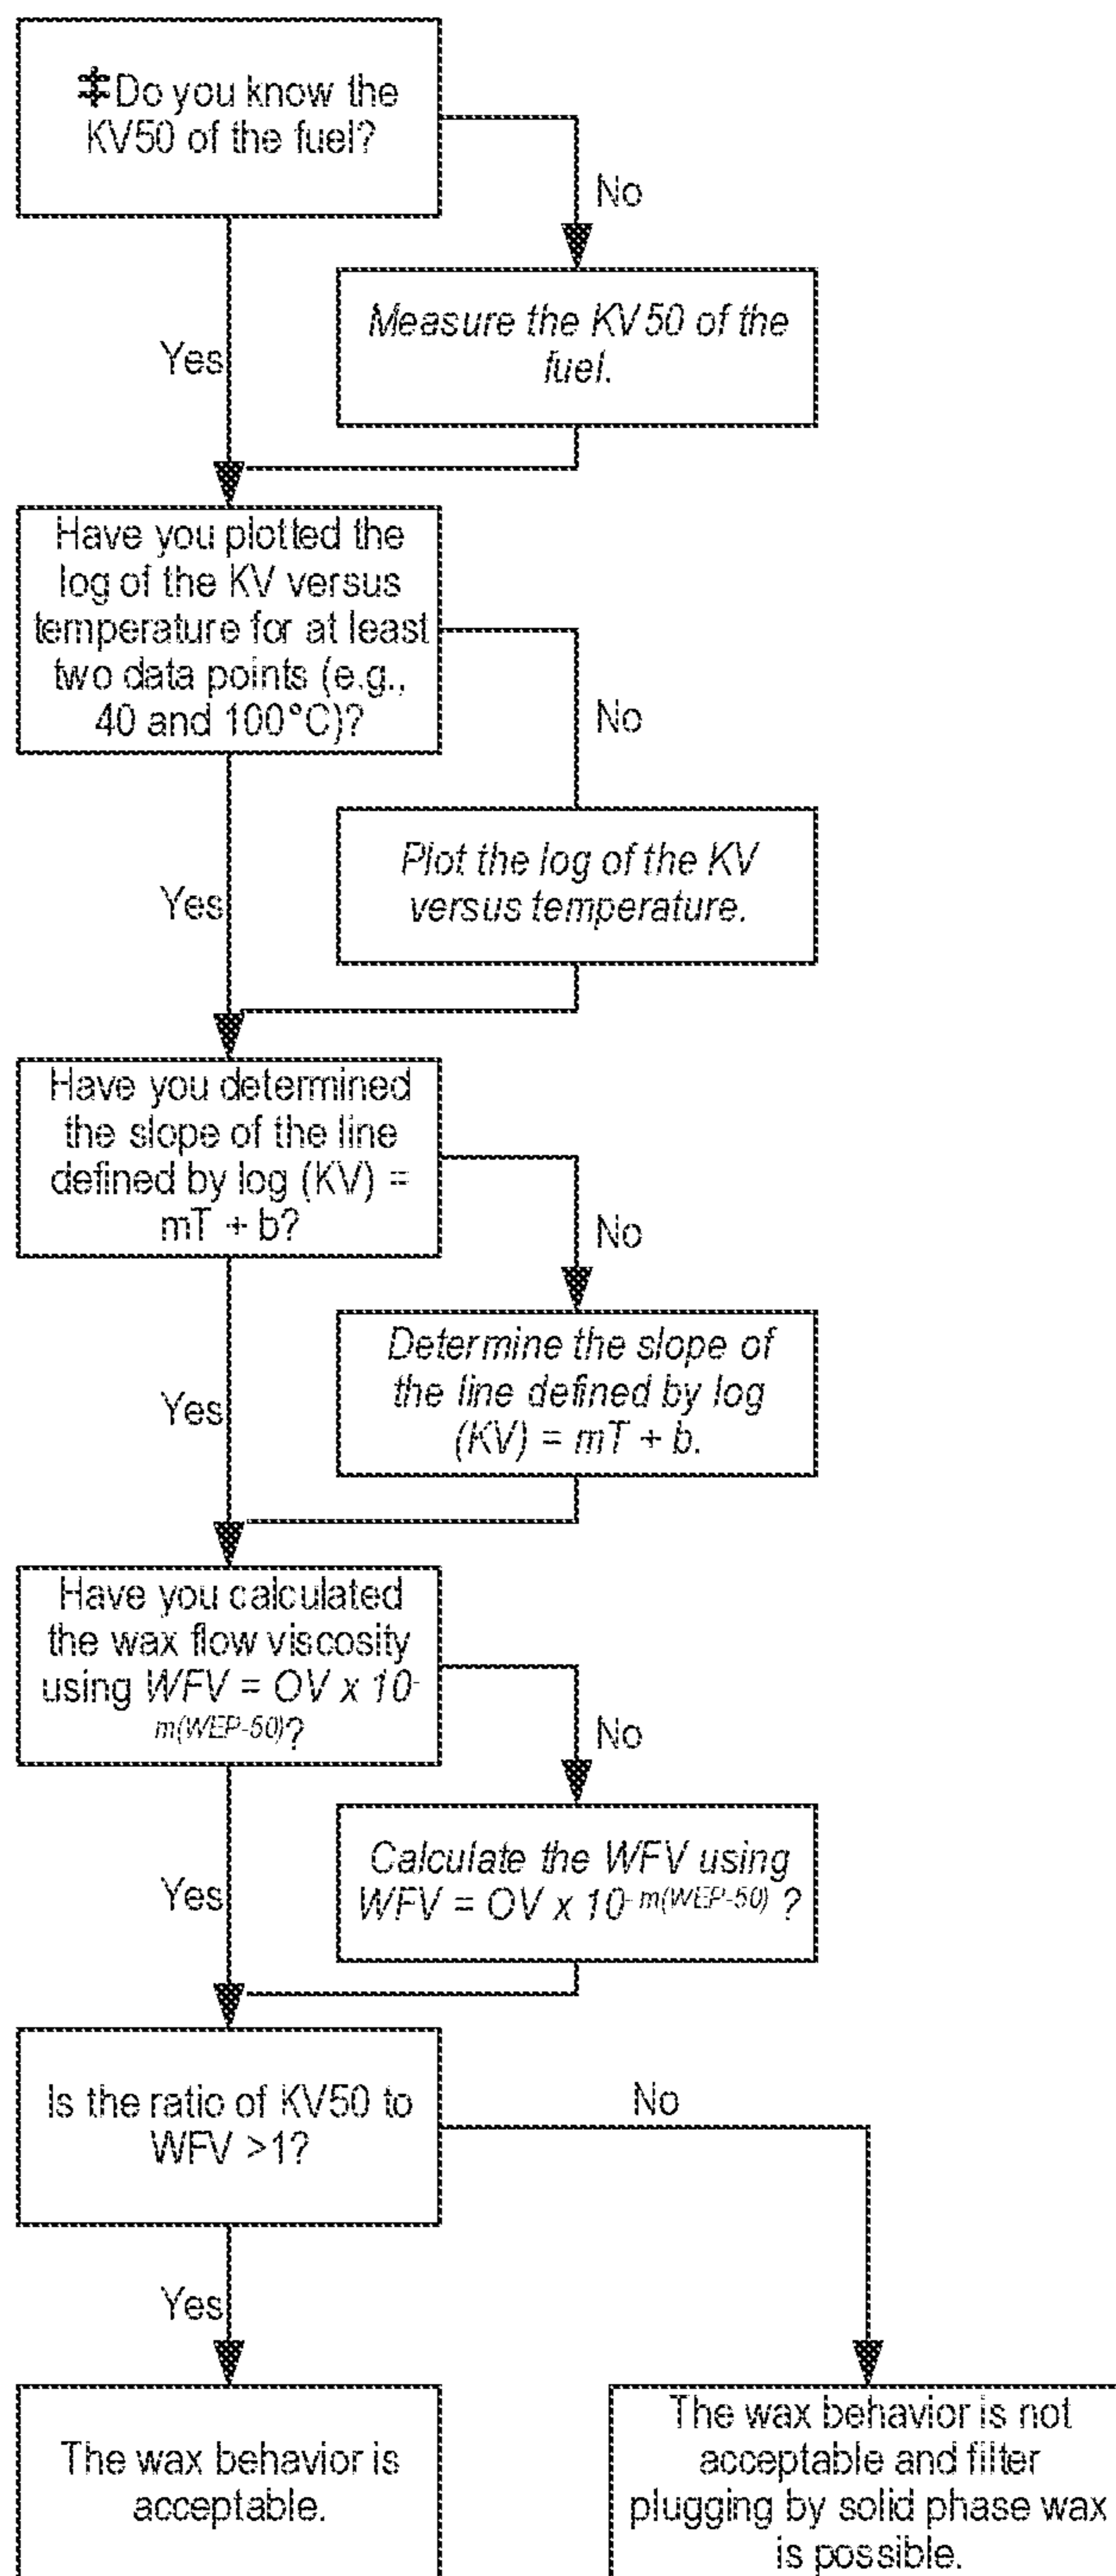 ‡Do you know the
KV50 of the fuel?
No
Measure the KV50 of the
fuel.
Yes
Have you plotted the
log of the KV versus
temperature for at least
two data points (e.g.,
40 and 100°C)?
No
Plot the log of the KV
versus temperature.
Yes
Have you determined
the slope of the line
defined by log (KV) =
mT + b?
No
Determine the slope of
the line defined by log
(KV) = mT + b.
Yes
Have you calculated
the wax flow viscosity
using WFV = OV x 10-
m(WEP-50)?
No
Calculate the WFV using
WFV = OV x 10- m(WEP-50) ?
Yes
Is the ratio of KV50 to
WFV >1?
No
Yes
The wax behavior is
acceptable.
The wax behavior is not
acceptable and filter
plugging by solid phase wax
is possible.